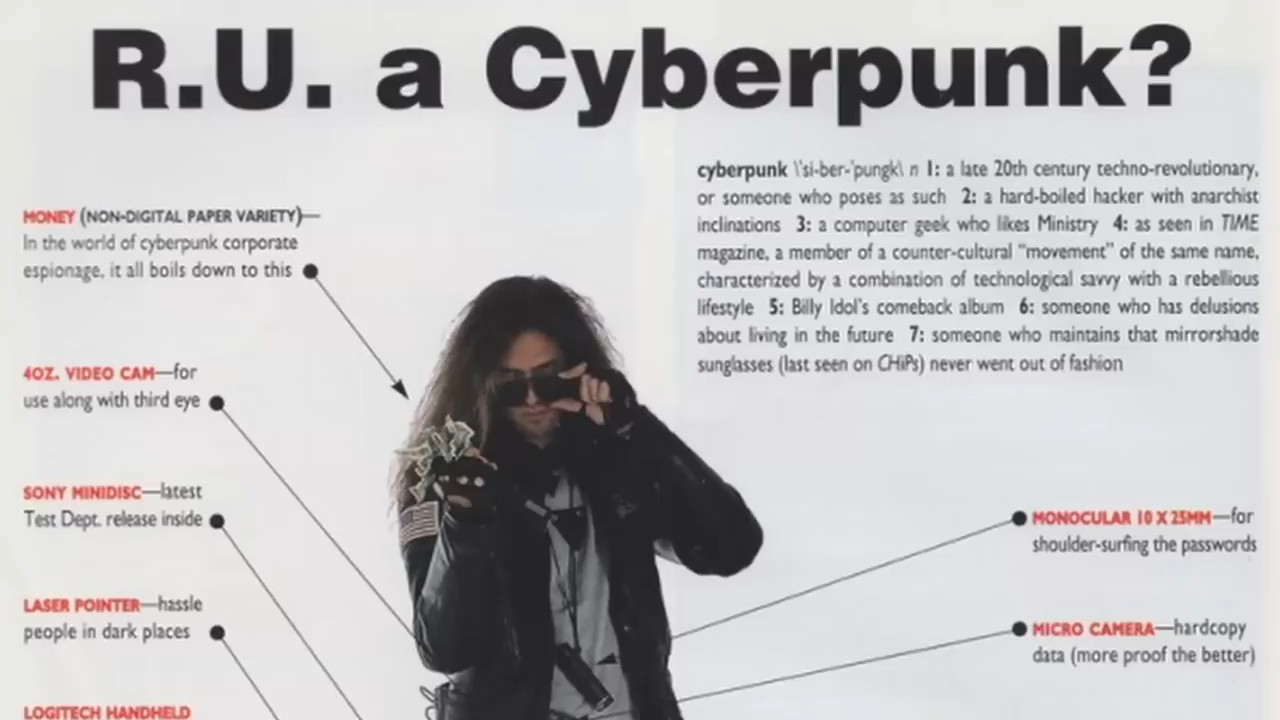 R.U. a Cyberpunk?
cyberpunk \'si-ber-'pungk\ n 1: a late 20th century techno-revolutionary,
or someone who poses as such 2: a hard-boiled hacker with anarchist
inclinations 3: a computer geek who likes Ministry 4: as seen in TIME
magazine, a member of a counter-cultural “movement” of the same name,
characterized by a combination of technological savvy with a rebellious
lifestyle 5: Billy Idol's comeback album 6: someone who has delusions
about living in the future 7: someone who maintains that mirrorshade
sunglasses (last seen on CHiPs) never went out of fashion
MONEY (NON-DIGITAL PAPER VARIETY)—
In the world of cyberpunk corporate
espionage, it all boils down to this
4OZ. VIDEO CAM—for
use along with third eye
SONY MINIDISC—latest
Test Dept. release inside
LASER POINTER—hassle
people in dark places
LOGITECH HANDHELD
MONOCULAR 10 X 25MM—for
shoulder-surfing the passwords
MICRO CAMERA—hardcopy
data (more proof the better)